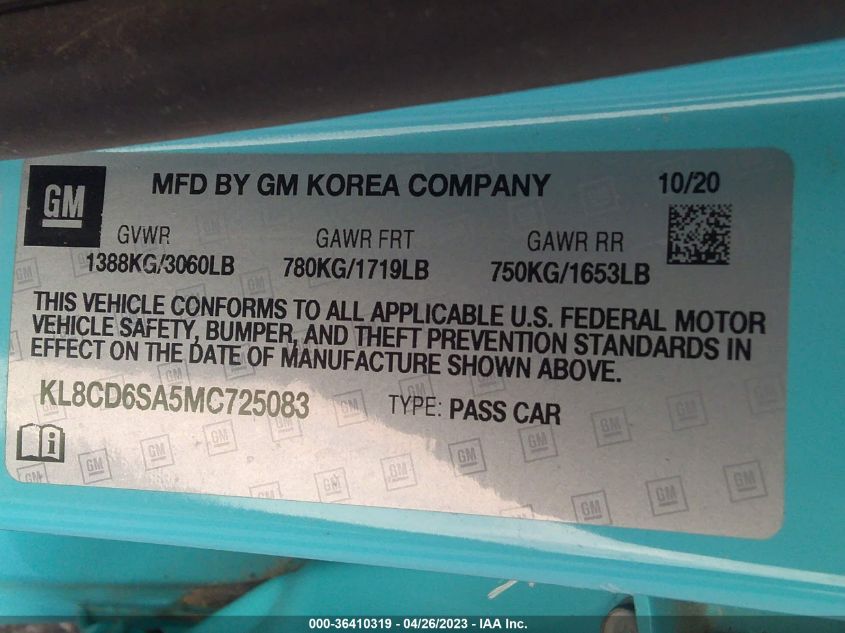 GM
MFD BY GM KOREA COMPANY 10/20
GVWR GAWR FRT GAWR RR
1388KG/3060LB 780KG/1719LB 750KG/1653LB
THIS VEHICLE CONFORMS TO ALL APPLICABLE U.S. FEDERAL MOTOR
VEHICLE SAFETY, BUMPER, AND THEFT PREVENTION STANDARDS IN
EFFECT ON THE DATE OF MANUFACTURE SHOWN ABOVE.
KL8CD6SA5MC725083 TYPE: PASS CAR
000-36410319 - 04/26/2023 - IAA Inc.